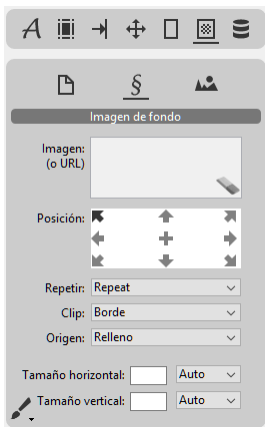 A
§
Imagen de fondo
Imagen:
(o URL)
Posición:
Repetir: Repeat
Clip: Borde
Origen: Relleno
Tamaño horizontal: Auto
Tamaño vertical: Auto